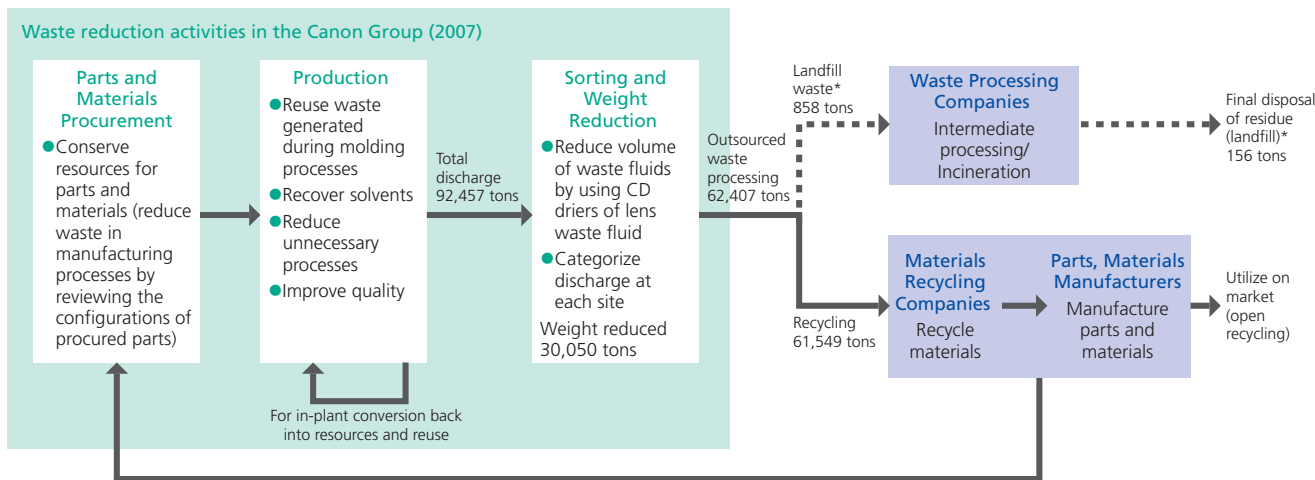 Waste reduction activities in the Canon Group (2007)
Parts and
Materials
Procurement
●Conserve
resources for
parts and
materials (reduce
waste in
manufacturing
processes by
reviewing the
configurations of
procured parts)
Production
●Reuse waste
generated
during molding
processes
●Recover solvents
●Reduce
unnecessary
processes
●Improve quality
For in-plant conversion back
into resources and reuse
Total
discharge
92,457 tons
Sorting and
Weight
Reduction
●Reduce volume
of waste fluids
by using CD
driers of lens
waste fluid
●Categorize
discharge at
each site
Weight reduced
30,050 tons
Outsourced
waste
processing
62,407 tons
Landfill
waste*
858 tons
Waste Processing
Companies
Intermediate
processing/
Incineration
Final disposal
of residue
(landfill)*
156 tons
Recycling
61,549 tons
Materials
Recycling
Companies
Recycle
materials
Parts, Materials
Manufacturers
Manufacture
parts and
materials
Utilize on
market
(open
recycling)